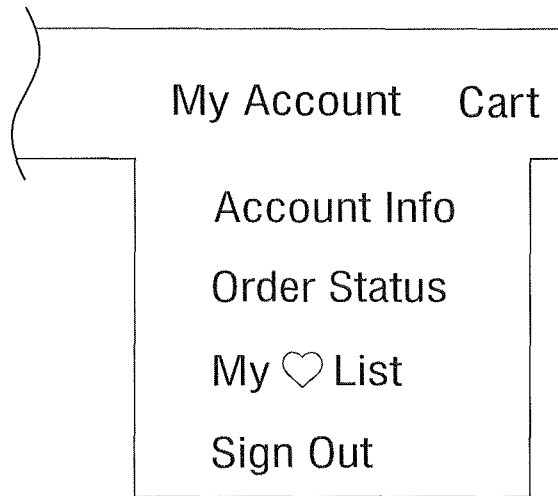 My Account Cart
Account Info
Order Status
My ♡ List
Sign Out